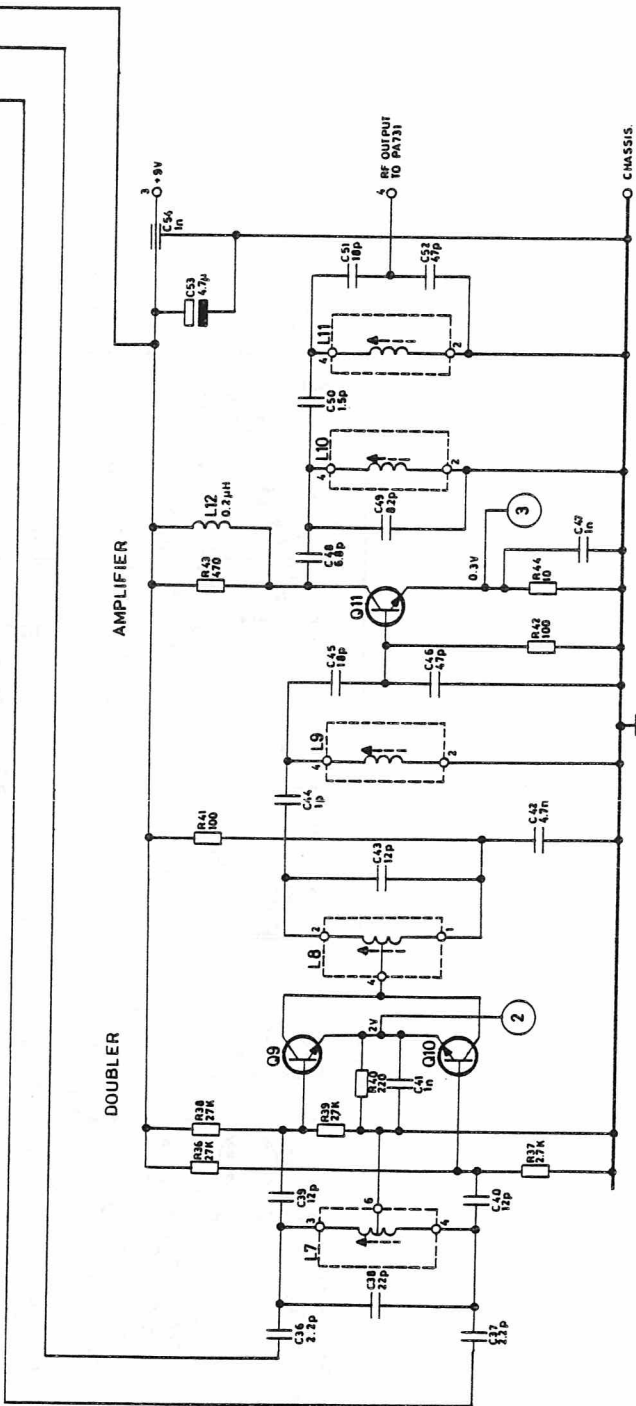 DOUBLER
AMPLIFIER
C36
2.2p
C37
2.2p
C38
22p
L7
3
4
6
C39
12p
C40
12p
R36
27K
R38
27K
R39
2.7K
R37
2.7K
Q9
Q10
R40
220
C41
1n
2V
2
L8
2
4
1
C43
12p
R41
100
C42
4.7n
C44
1p
L9
4
2
C45
18p
C46
47p
Q11
R42
100
R43
470
L12
0.2µH
C48
6.8p
0.3V
3
R44
10
C47
1n
C49
8.2p
L10
4
2
C50
1.5p
L11
4
2
C51
18p
C52
47p
C53
4.7µ
C54
1n
3
+9V
4
RF OUTPUT
TO PA731
CHASSIS